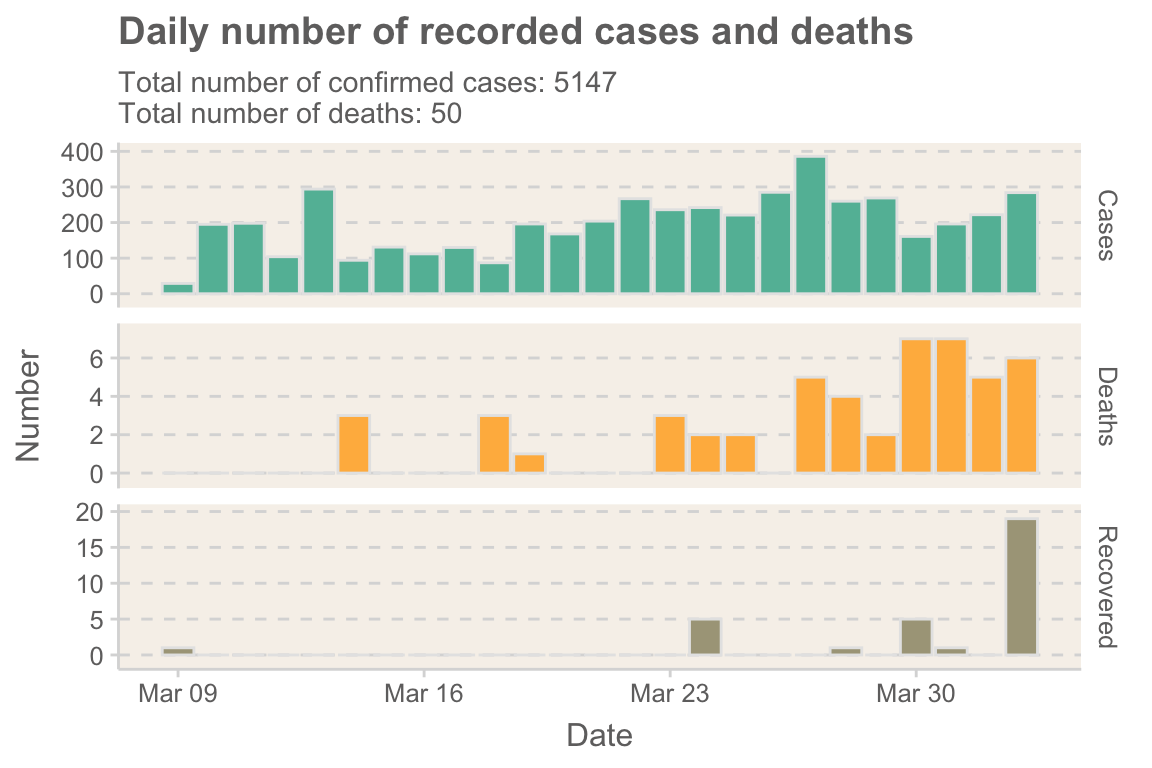 Daily number of recorded cases and deaths
Total number of confirmed cases: 5147
Total number of deaths: 50
400
300
200
100
0
Cases
6
4
2
0
Deaths
20
15
10
5
0
Recovered
Number
Mar 09
Mar 16
Mar 23
Mar 30
Date